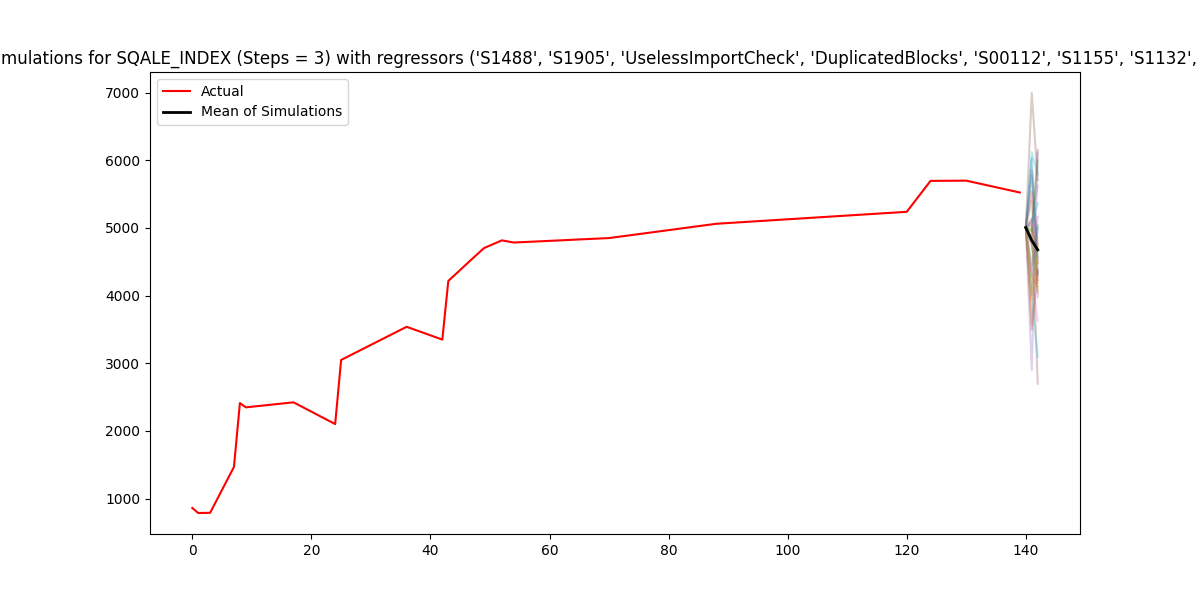 mulations for SQALE_INDEX (Steps = 3) with regressors ('S1488', 'S1905', 'UselessImportCheck', 'DuplicatedBlocks', 'S00112', 'S1155', 'S1132',
Actual
Mean of Simulations
7000
6000
5000
4000
3000
2000
1000
0 20 40 60 80 100 120 140